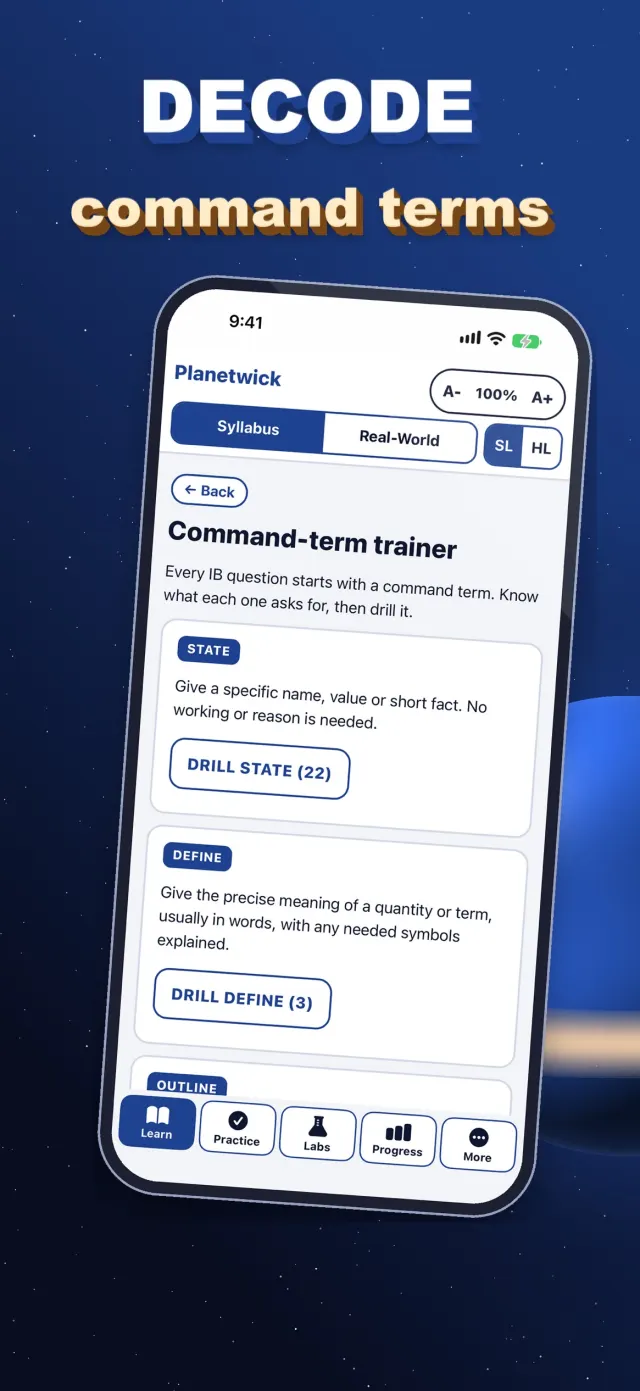 DECODE
command terms
9:41
Planetwick
A- 100% A+
Syllabus
Real-World
SL
HL
← Back
Command-term trainer
Every IB question starts with a command term. Know
what each one asks for, then drill it.
STATE
Give a specific name, value or short fact. No
working or reason is needed.
DRILL STATE (22)
DEFINE
Give the precise meaning of a quantity or term,
usually in words, with any needed symbols
explained.
DRILL DEFINE (3)
OUTLINE
Learn
Practice
Labs
Progress
More